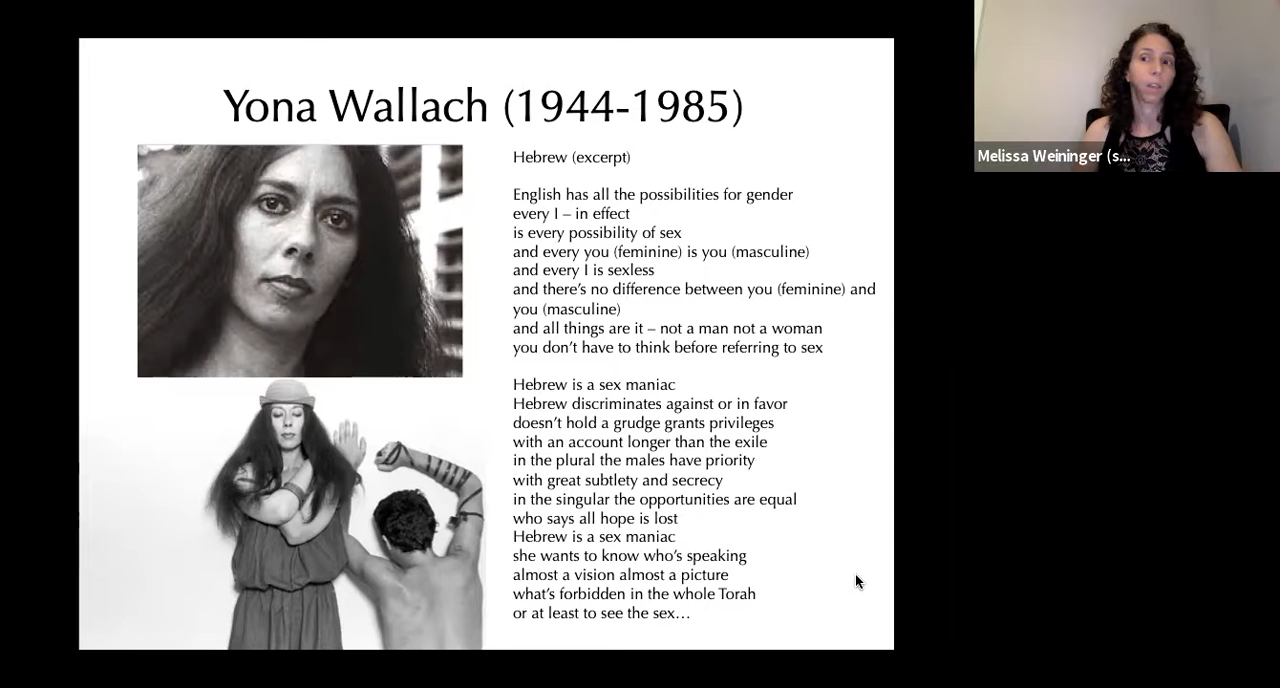 Yona Wallach (1944-1985)
Hebrew (excerpt)
English has all the possibilities for gender
every I – in effect
is every possibility of sex
and every you (feminine) is you (masculine)
and every I is sexless
and there’s no difference between you (feminine) and
you (masculine)
and all things are it – not a man not a woman
you don’t have to think before referring to sex
Hebrew is a sex maniac
Hebrew discriminates against or in favor
doesn’t hold a grudge grants privileges
with an account longer than the exile
in the plural the males have priority
with great subtlety and secrecy
in the singular the opportunities are equal
who says all hope is lost
Hebrew is a sex maniac
she wants to know who’s speaking
almost a vision almost a picture
what’s forbidden in the whole Torah
or at least to see the sex…
Melissa Weininger (s...